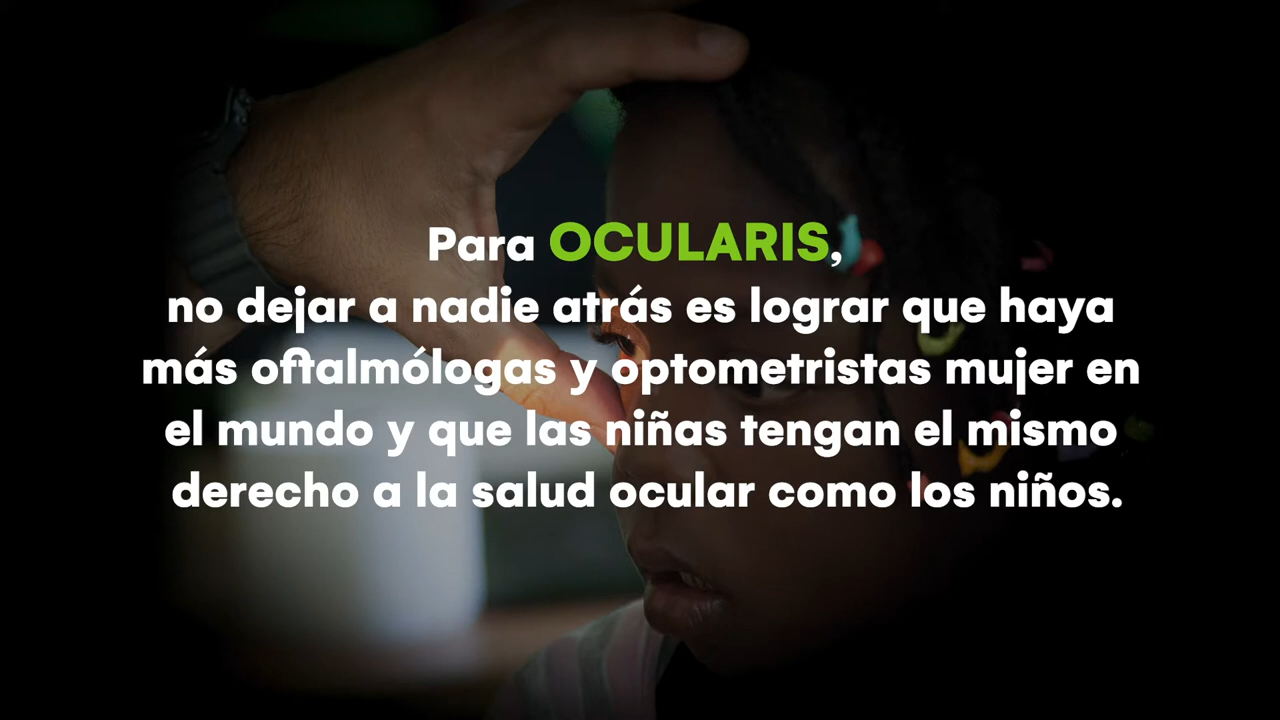 Para OCULARIS,
no dejar a nadie atrás es lograr que haya
más oftalmólogas y optometristas mujer en
el mundo y que las niñas tengan el mismo
derecho a la salud ocular como los niños.